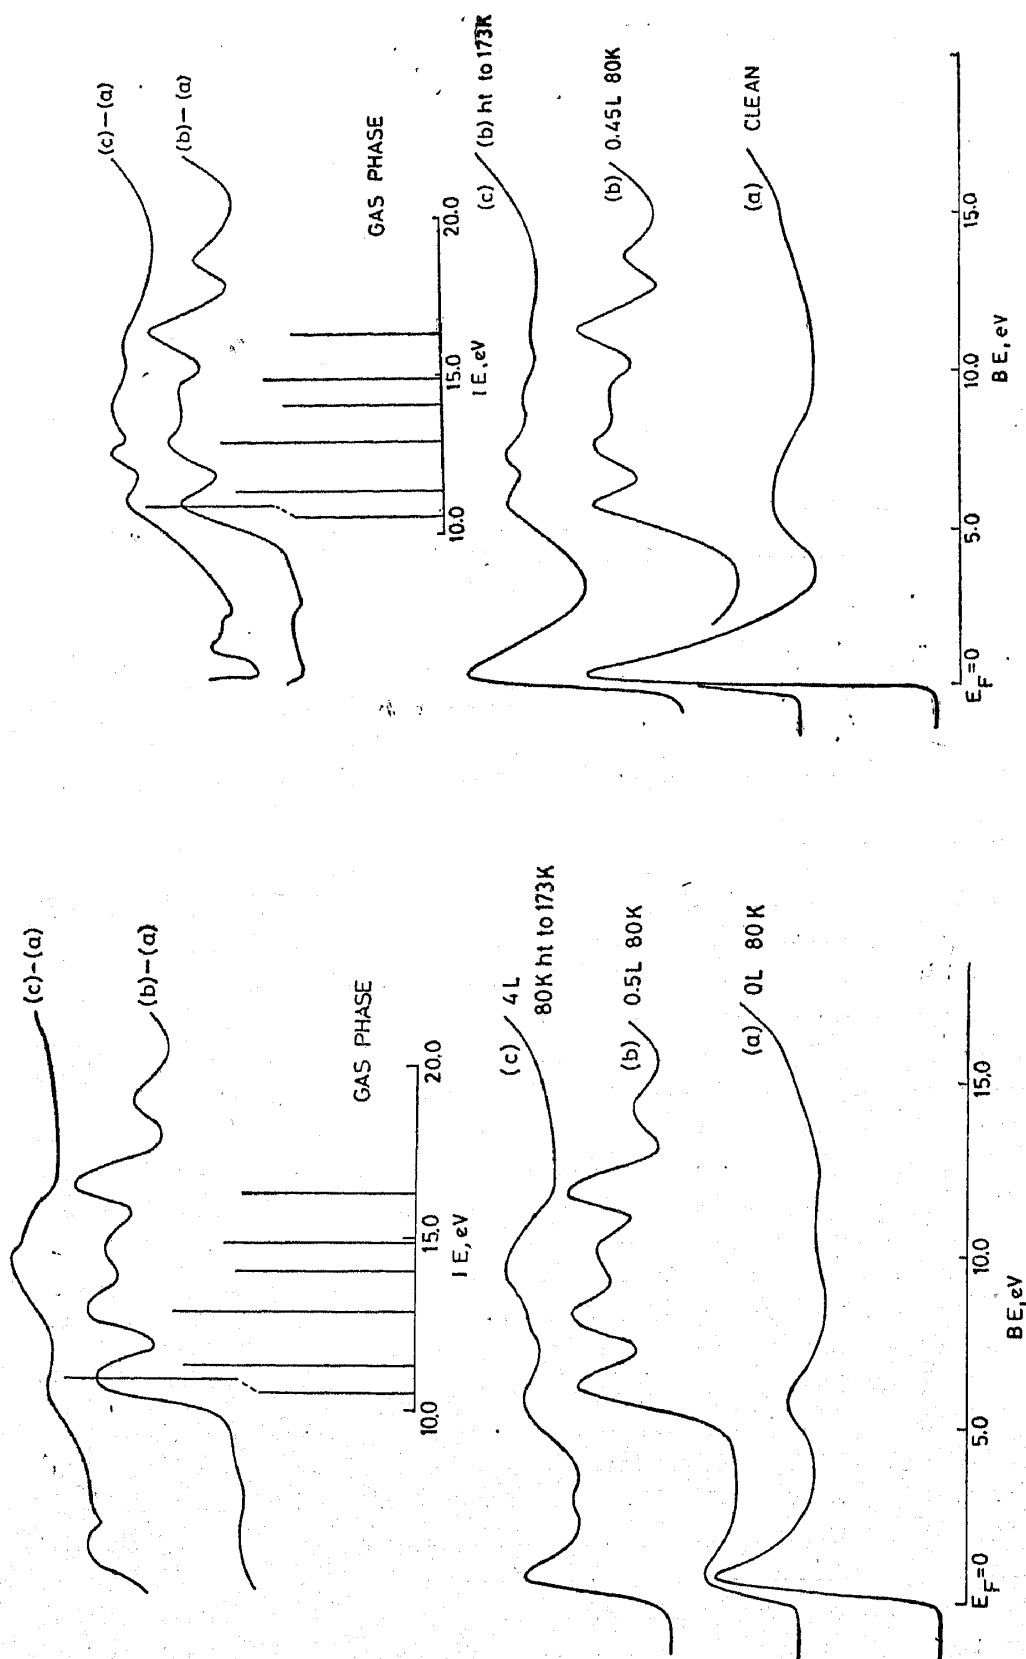 (c)-(a)
(b)-(a)
GAS PHASE
10.0
15.0
20.0
I E, eV
(c) 4 L
80K ht to 173K
(b) 0.5L 80K
(a) 0L 80K
E_F=0
5.0
10.0
15.0
B E, eV
(c)-(a)
(b)-(a)
GAS PHASE
10.0
15.0
20.0
I E, eV
(c) (b) ht to 173K
(b) 0.45L 80K
(a) CLEAN
E_F=0
5.0
10.0
15.0
B E, eV